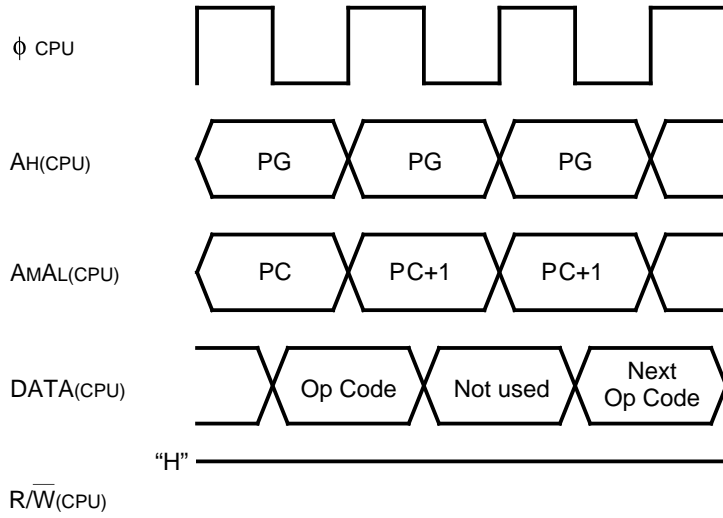 ϕ CPU
AH(CPU) PG PG PG
AMAL(CPU) PC PC+1 PC+1
DATA(CPU) Op Code Not used Next Op Code
“H”
R/W̅(CPU)